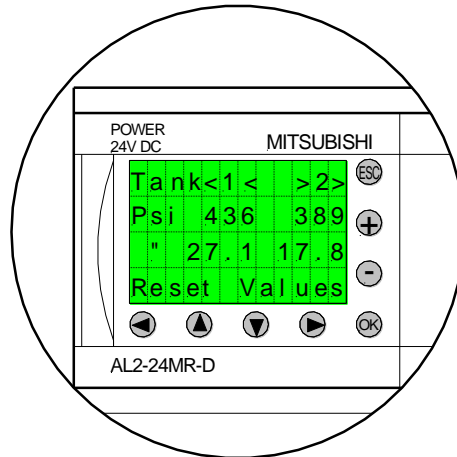 POWER
24V DC
MITSUBISHI
ESC
Tank<1< >2>
Psi 436 389
" 27.1 17.8
Reset Values
+
-
OK
AL2-24MR-D